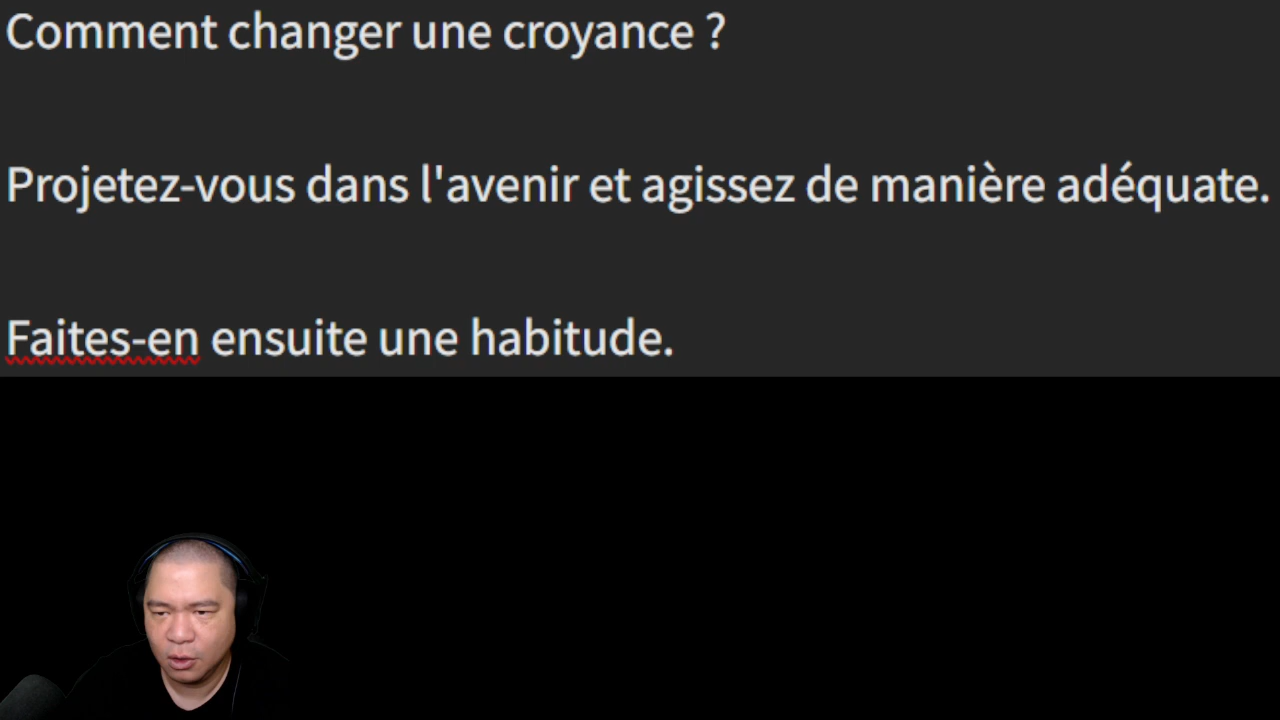 Comment changer une croyance ?
Projetez-vous dans l'avenir et agissez de manière adéquate.
Faites-en ensuite une habitude.